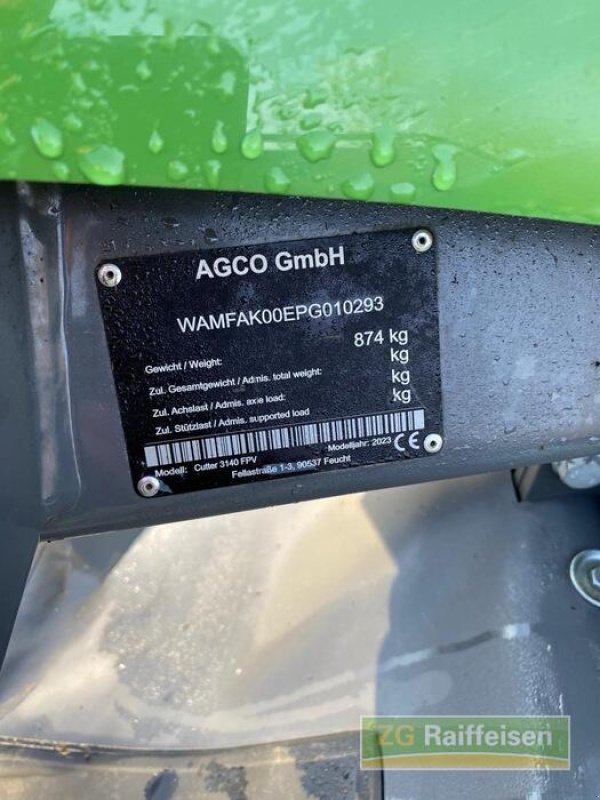 AGCO GmbH
WAMFAK00EPG010293
Gewicht / Weight: 874 kg
Zul. Gesamtgewicht / Admis. total weight: kg
Zul. Achslast / Admis. axle load: kg
Zul. Stützlast / Admis. supported load kg
Modell: Cutter 3140 FPV Modelljahr: 2023 CE
Fellastraße 1-3, 90537 Feucht
ZG Raiffeisen